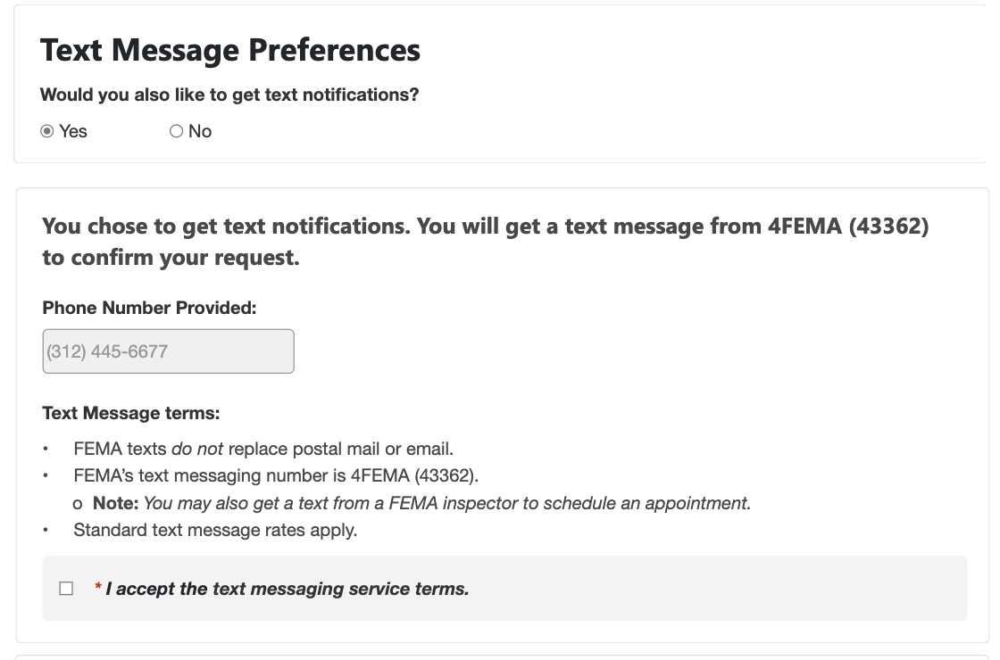 Text Message Preferences
Would you also like to get text notifications?
Yes No
You chose to get text notifications. You will get a text message from 4FEMA (43362)
to confirm your request.
Phone Number Provided:
(312) 445-6677
Text Message terms:
• FEMA texts do not replace postal mail or email.
• FEMA’s text messaging number is 4FEMA (43362).
o Note: You may also get a text from a FEMA inspector to schedule an appointment.
• Standard text message rates apply.
* I accept the text messaging service terms.